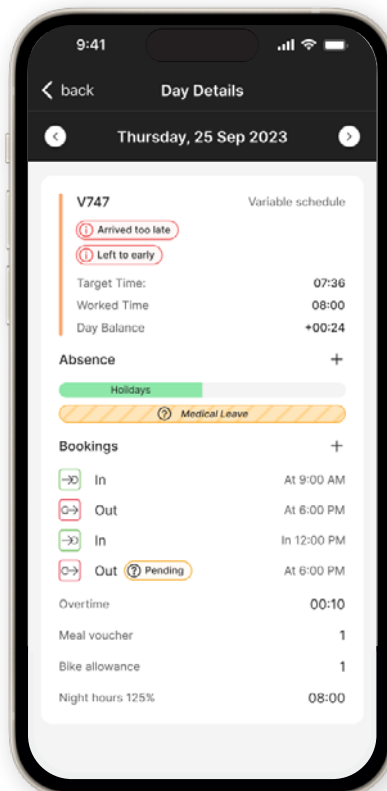 9:41
back Day Details
Thursday, 25 Sep 2023
V747 Variable schedule
Arrived too late
Left to early
Target Time: 07:36
Worked Time 08:00
Day Balance +00:24
Absence +
Holidays
Medical Leave
Bookings +
In At 9:00 AM
Out At 6:00 PM
In In 12:00 PM
Out Pending At 6:00 PM
Overtime 00:10
Meal voucher 1
Bike allowance 1
Night hours 125% 08:00